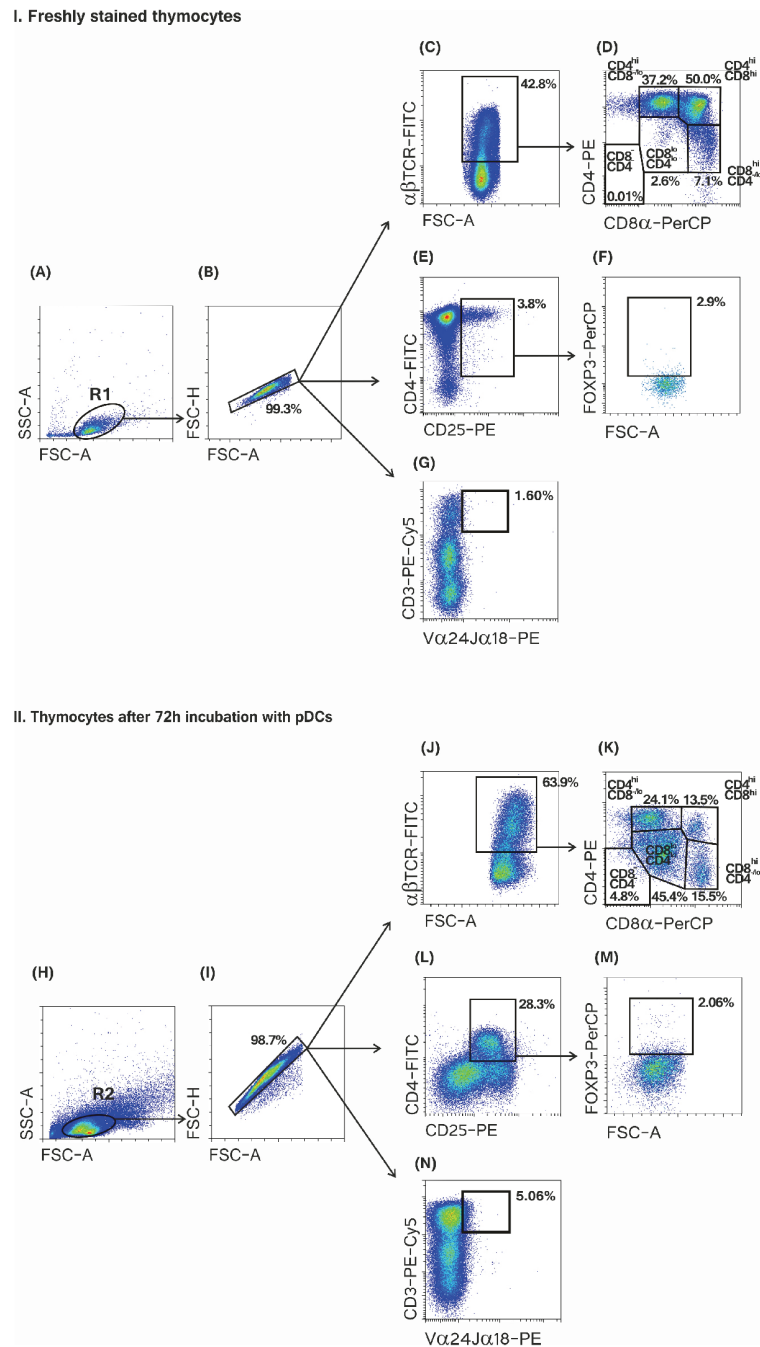 I. Freshly stained thymocytes
(C)
42.8%
αβTCR-FITC
FSC-A
(D)
CD4hi
CD8-/lo
37.2%
50.0%
CD4hi
CD8hi
CD8-
CD4-
CD8lo
CD4lo
CD8hi
CD4-/lo
0.01%
2.6%
7.1%
CD4-PE
CD8α-PerCP
(A)
R1
SSC-A
FSC-A
(B)
99.3%
FSC-H
FSC-A
(E)
3.8%
CD4-FITC
CD25-PE
(F)
2.9%
FOXP3-PerCP
FSC-A
(G)
1.60%
CD3-PE-Cy5
Vα24Jα18-PE
II. Thymocytes after 72h incubation with pDCs
(J)
63.9%
αβTCR-FITC
FSC-A
(K)
CD4hi
CD8-/lo
24.1%
13.5%
CD4hi
CD8hi
CD8
CD4
CD8
CD4
CD8hi
CD4-/lo
4.8%
45.4%
15.5%
CD4-PE
CD8α-PerCP
(H)
R2
SSC-A
FSC-A
(I)
98.7%
FSC-H
FSC-A
(L)
28.3%
CD4-FITC
CD25-PE
(M)
2.06%
FOXP3-PerCP
FSC-A
(N)
5.06%
CD3-PE-Cy5
Vα24Jα18-PE